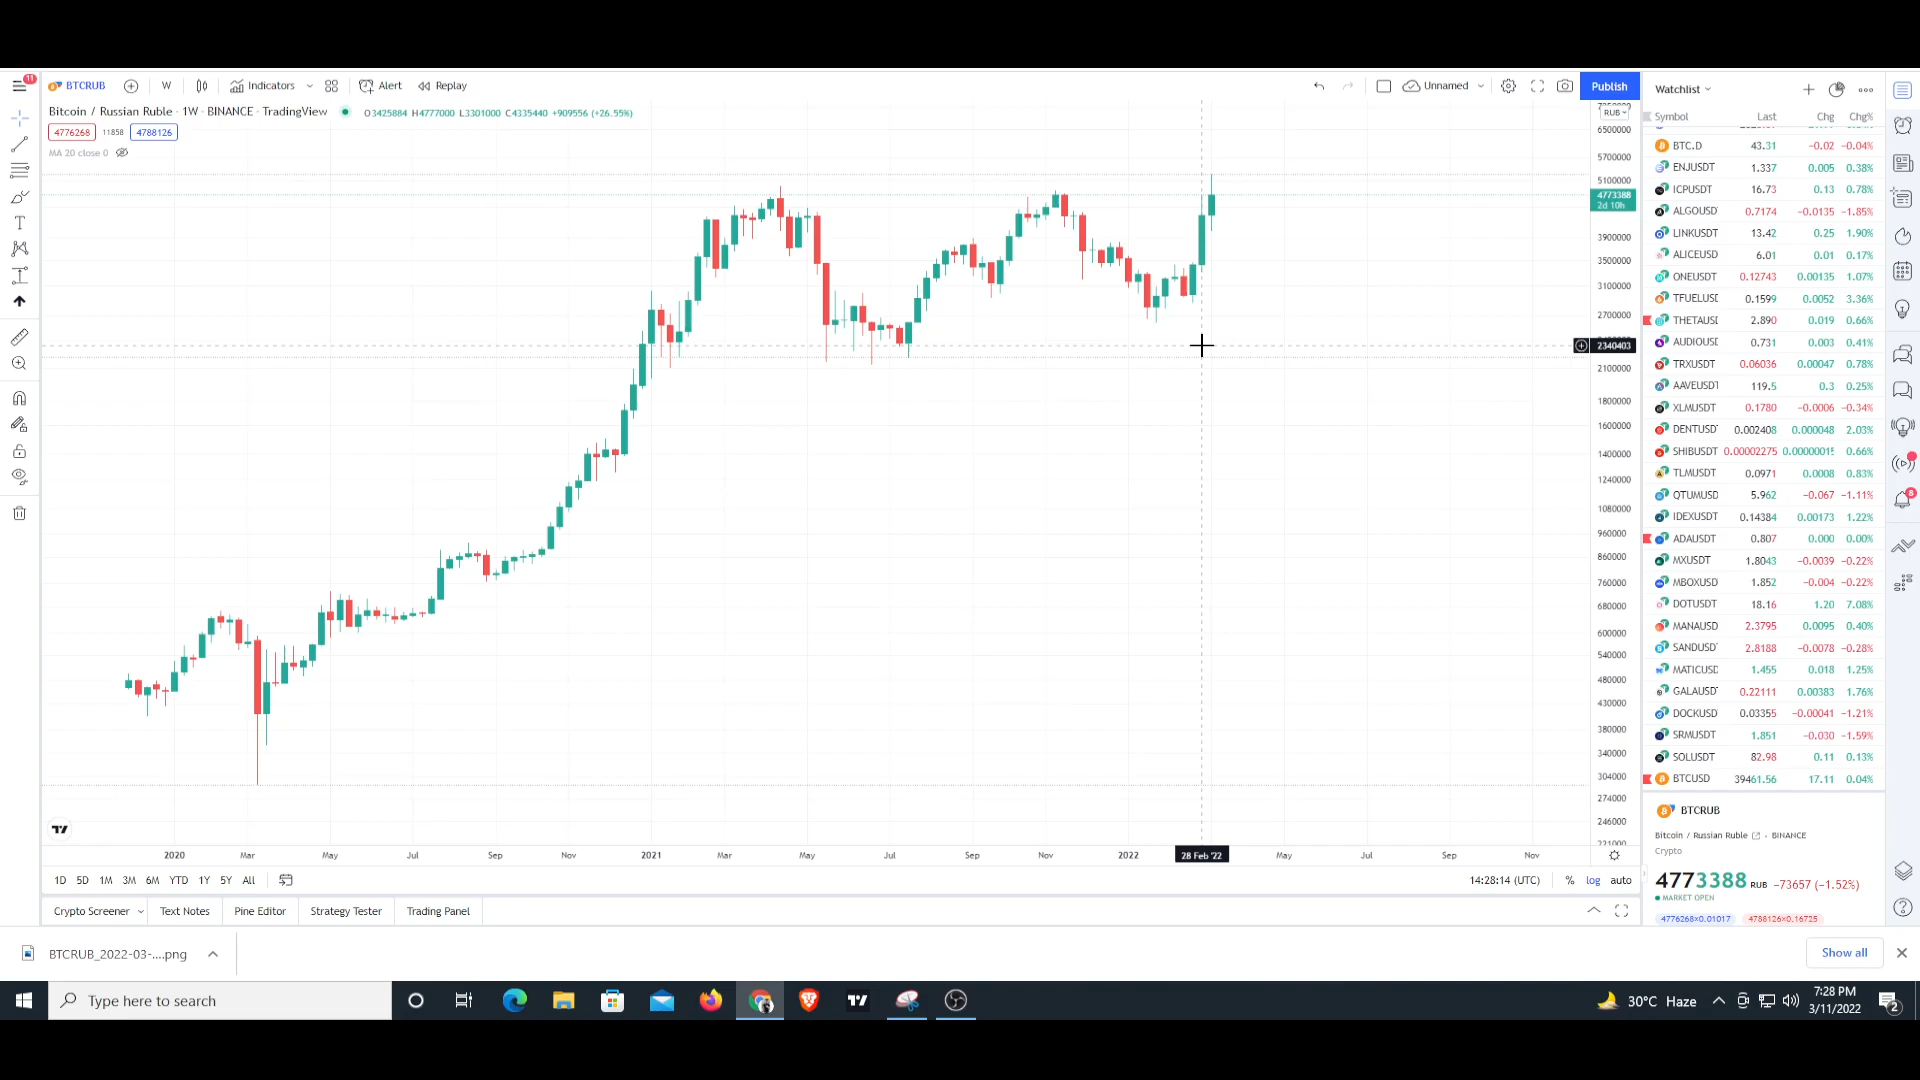 11
BTCRUB
W
Indicators
Alert
Replay
Unnamed
Publish
Bitcoin / Russian Ruble · 1W · BINANCE · TradingView
O3425884 H4777000 L3301000 C4335440 +909556 (+26.55%)
4776268 11858 4788126
MA 20 close 0
RUB
6500000
5700000
5100000
4773388
2d 10h
3900000
3500000
3100000
2700000
2340403
2100000
1800000
1600000
1400000
1240000
1080000
960000
860000
760000
680000
600000
540000
480000
430000
380000
340000
304000
274000
246000
2020 Mar May Jul Sep Nov 2021 Mar May Jul Sep Nov 2022 28 Feb '22 May Jul Sep Nov
1D 5D 1M 3M 6M YTD 1Y 5Y All
14:28:14 (UTC) % log auto
Crypto Screener Text Notes Pine Editor Strategy Tester Trading Panel
Watchlist
Symbol Last Chg Chg%
BTC.D 43.31 −0.02 −0.04%
ENJUSDT 1.337 0.005 0.38%
ICPUSDT 16.73 0.13 0.78%
ALGOUSD 0.7174 −0.0135 −1.85%
LINKUSDT 13.42 0.25 1.90%
ALICEUSD 6.01 0.01 0.17%
ONEUSDT 0.12743 0.00135 1.07%
TFUELUSD 0.1599 0.0052 3.36%
THETAUSD 2.890 0.019 0.66%
AUDIOUSD 0.731 0.003 0.41%
TRXUSDT 0.06036 0.00047 0.78%
AAVEUSDT 119.5 0.3 0.25%
XLMUSDT 0.1780 −0.0006 −0.34%
DENTUSDT 0.002408 0.000048 2.03%
SHIBUSDT 0.00002275 0.00000015 0.66%
TLMUSDT 0.0971 0.0008 0.83%
QTUMUSD 5.962 −0.067 −1.11%
IDEXUSDT 0.14384 0.00173 1.22%
ADAUSDT 0.807 0.000 0.00%
MXUSDT 1.8043 −0.0039 −0.22%
MBOXUSD 1.852 −0.004 −0.22%
DOTUSDT 18.16 1.20 7.08%
MANAUSD 2.3795 0.0095 0.40%
SANDUSDT 2.8188 −0.0078 −0.28%
MATICUSD 1.455 0.018 1.25%
GALAUSDT 0.22111 0.00383 1.76%
DOCKUSD 0.03355 −0.00041 −1.21%
SRMUSDT 1.851 −0.030 −1.59%
SOLUSDT 82.98 0.11 0.13%
BTCUSD 39461.56 17.11 0.04%
BTCRUB
Bitcoin / Russian Ruble · BINANCE
Crypto
4773388 RUB −73657 (−1.52%)
MARKET OPEN
4776268×0.01017 4788126×0.16725
8
BTCRUB_2022-03-....png
Show all
Type here to search
30°C Haze
7:28 PM
3/11/2022
2